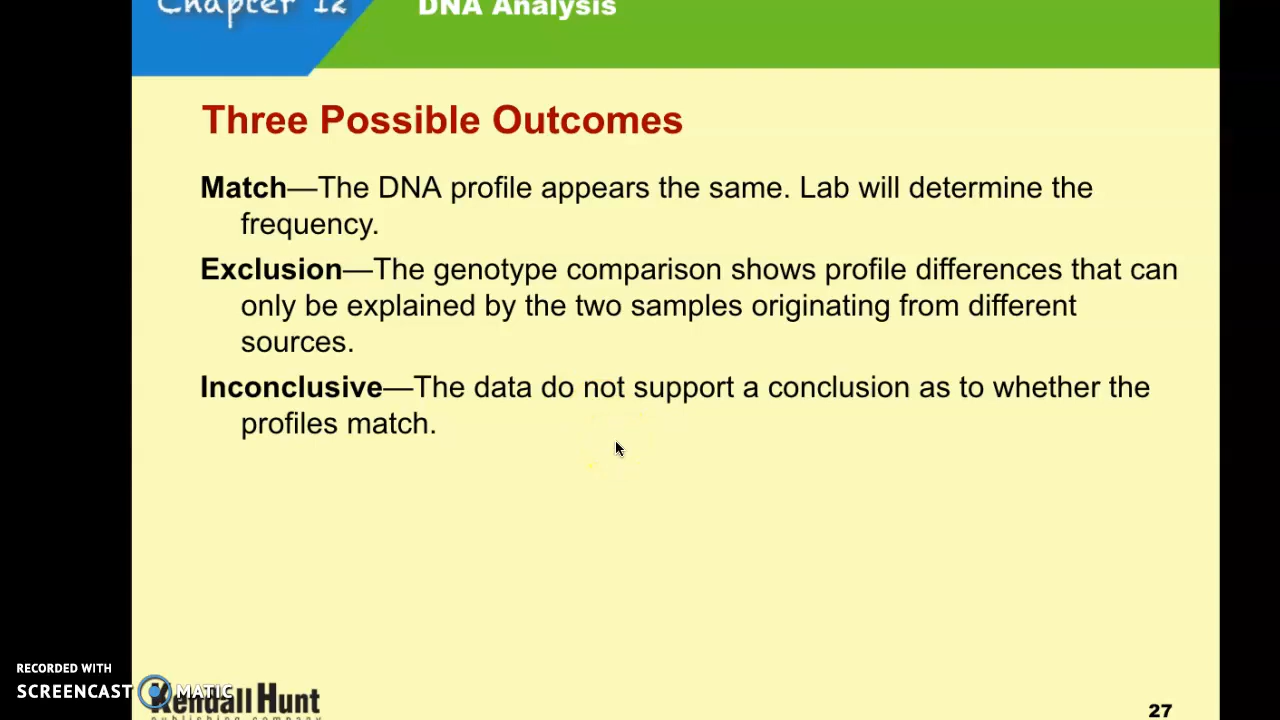 Chapter 12
DNA Analysis
Three Possible Outcomes
Match—The DNA profile appears the same. Lab will determine the
frequency.
Exclusion—The genotype comparison shows profile differences that can
only be explained by the two samples originating from different
sources.
Inconclusive—The data do not support a conclusion as to whether the
profiles match.
RECORDED WITH
SCREENCAST MATIC
Kendall Hunt
publishing company
27